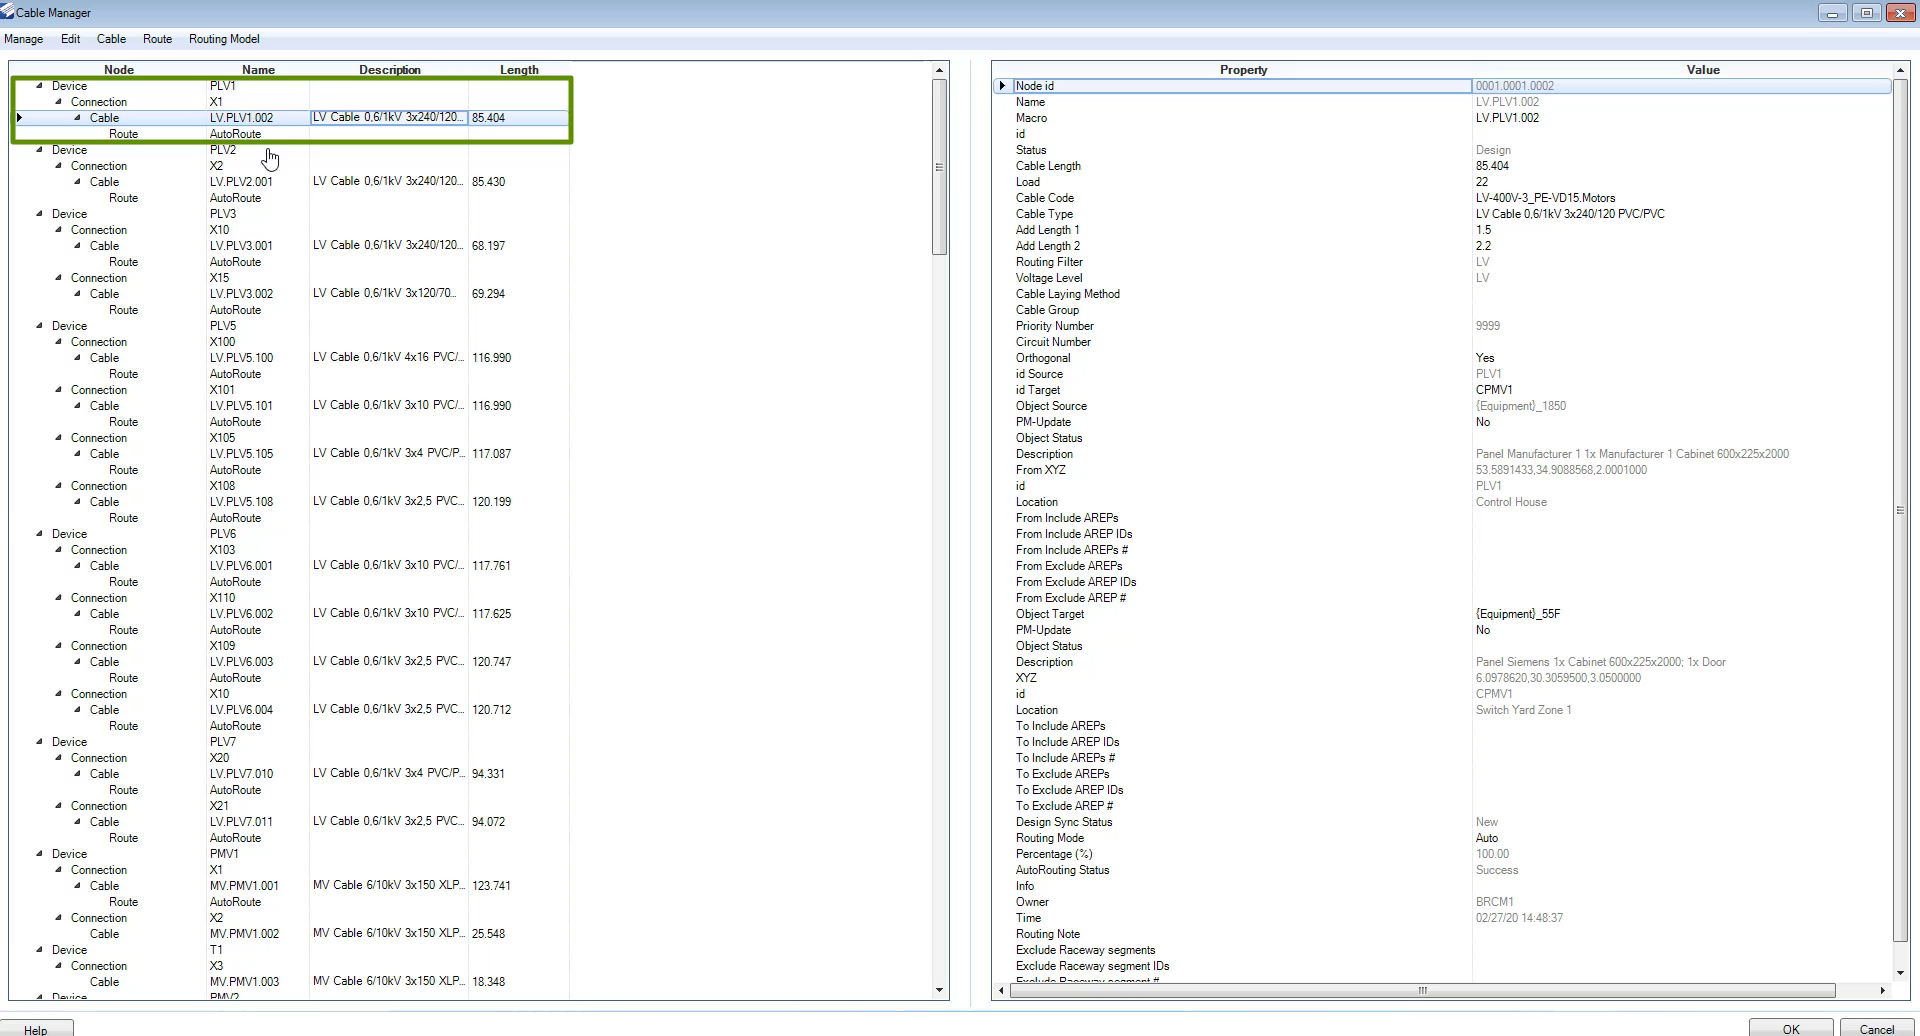 Cable Manager
Manage Edit Cable Route Routing Model
Node Name Description Length
Device PLV1
Connection X1
Cable LV.PLV1.002 LV Cable 0,6/1kV 3x240/120... 85.404
Route AutoRoute
Device PLV2
Connection X2
Cable LV.PLV2.001 LV Cable 0,6/1kV 3x240/120... 85.430
Route AutoRoute
Device PLV3
Connection X10
Cable LV.PLV3.001 LV Cable 0,6/1kV 3x240/120... 68.197
Route AutoRoute
Connection X15
Cable LV.PLV3.002 LV Cable 0,6/1kV 3x120/70... 69.294
Route AutoRoute
Device PLV5
Connection X100
Cable LV.PLV5.100 LV Cable 0,6/1kV 4x16 PVC/... 116.990
Route AutoRoute
Connection X101
Cable LV.PLV5.101 LV Cable 0,6/1kV 3x10 PVC/... 116.990
Route AutoRoute
Connection X105
Cable LV.PLV5.105 LV Cable 0,6/1kV 3x4 PVC/P... 117.087
Route AutoRoute
Connection X108
Cable LV.PLV5.108 LV Cable 0,6/1kV 3x2,5 PVC... 120.199
Route AutoRoute
Device PLV6
Connection X103
Cable LV.PLV6.001 LV Cable 0,6/1kV 3x10 PVC/... 117.761
Route AutoRoute
Connection X110
Cable LV.PLV6.002 LV Cable 0,6/1kV 3x10 PVC/... 117.625
Route AutoRoute
Connection X109
Cable LV.PLV6.003 LV Cable 0,6/1kV 3x2,5 PVC... 120.747
Route AutoRoute
Connection X10
Cable LV.PLV6.004 LV Cable 0,6/1kV 3x2,5 PVC... 120.712
Route AutoRoute
Device PLV7
Connection X20
Cable LV.PLV7.010 LV Cable 0,6/1kV 3x4 PVC/P... 94.331
Route AutoRoute
Connection X21
Cable LV.PLV7.011 LV Cable 0,6/1kV 3x2,5 PVC... 94.072
Route AutoRoute
Device PMV1
Connection X1
Cable MV.PMV1.001 MV Cable 6/10kV 3x150 XLP... 123.741
Route AutoRoute
Connection X2
Cable MV.PMV1.002 MV Cable 6/10kV 3x150 XLP... 25.548
Device T1
Connection X3
Cable MV.PMV1.003 MV Cable 6/10kV 3x150 XLP... 18.348
Device PMV2
Property Value
Node id 0001.0001.0002
Name LV.PLV1.002
Macro LV.PLV1.002
id
Status Design
Cable Length 85.404
Load 22
Cable Code LV-400V-3_PE-VD15.Motors
Cable Type LV Cable 0,6/1kV 3x240/120 PVC/PVC
Add Length 1 1.5
Add Length 2 2.2
Routing Filter LV
Voltage Level LV
Cable Laying Method
Cable Group
Priority Number 9999
Circuit Number
Orthogonal Yes
id Source PLV1
id Target CPMV1
Object Source {Equipment}_1850
PM-Update No
Object Status
Description Panel Manufacturer 1 1x Manufacturer 1 Cabinet 600x225x2000
From XYZ 53.5891433,34.9088568,2.0001000
id PLV1
Location Control House
From Include AREPs
From Include AREP IDs
From Include AREPs #
From Exclude AREPs
From Exclude AREP IDs
From Exclude AREP #
Object Target {Equipment}_55F
PM-Update No
Object Status
Description Panel Siemens 1x Cabinet 600x225x2000; 1x Door
XYZ 6.0978620,30.3059500,3.0500000
id CPMV1
Location Switch Yard Zone 1
To Include AREPs
To Include AREP IDs
To Include AREPs #
To Exclude AREPs
To Exclude AREP IDs
To Exclude AREP #
Design Sync Status New
Routing Mode Auto
Percentage (%) 100.00
AutoRouting Status Success
Info
Owner BRCM1
Time 02/27/20 14:48:37
Routing Note
Exclude Raceway segments
Exclude Raceway segment IDs
Exclude Raceway segment #
Help OK Cancel